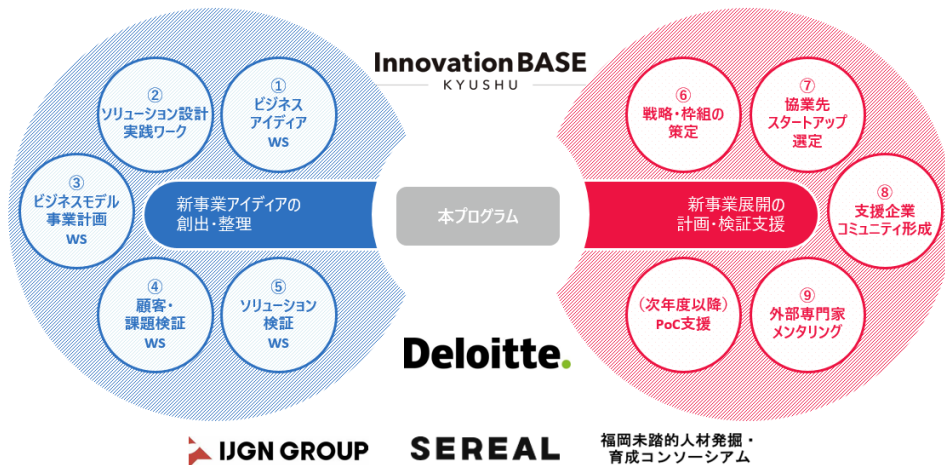 Innovation BASE
KYUSHU
①
ビジネス
アイディア
WS
②
ソリューション設計
実践ワーク
③
ビジネスモデル
事業計画
WS
④
顧客・
課題検証
WS
⑤
ソリューション
検証
WS
新事業アイディアの
創出・整理
本プログラム
新事業展開の
計画・検証支援
⑥
戦略・枠組の
策定
⑦
協業先
スタートアップ
選定
⑧
支援企業
コミュニティ形成
⑨
外部専門家
メンタリング
（次年度以降）
PoC支援
Deloitte.
IJGN GROUP
SEREAL
福岡未踏的人材発掘・
育成コンソーシアム